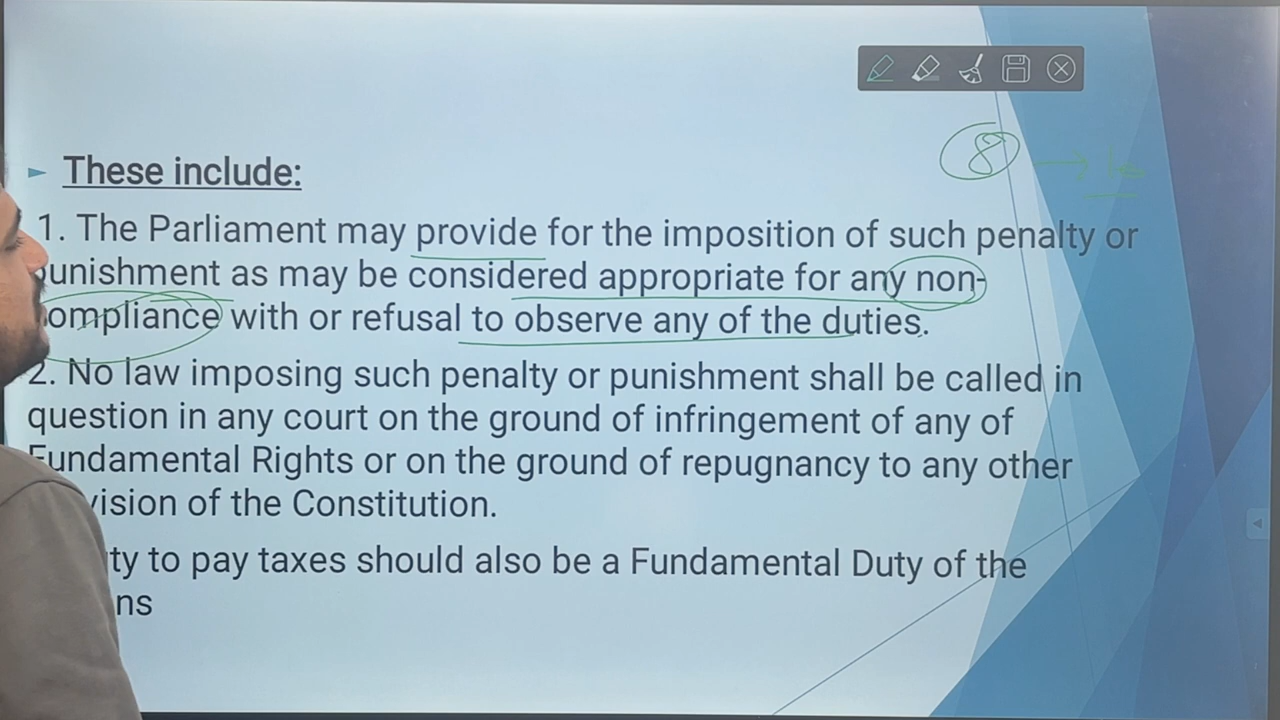 These include:
8 → 10
1. The Parliament may provide for the imposition of such penalty or
unishment as may be considered appropriate for any non-
ompliance with or refusal to observe any of the duties.
2. No law imposing such penalty or punishment shall be called in
question in any court on the ground of infringement of any of
Fundamental Rights or on the ground of repugnancy to any other
vision of the Constitution.
ty to pay taxes should also be a Fundamental Duty of the
ns